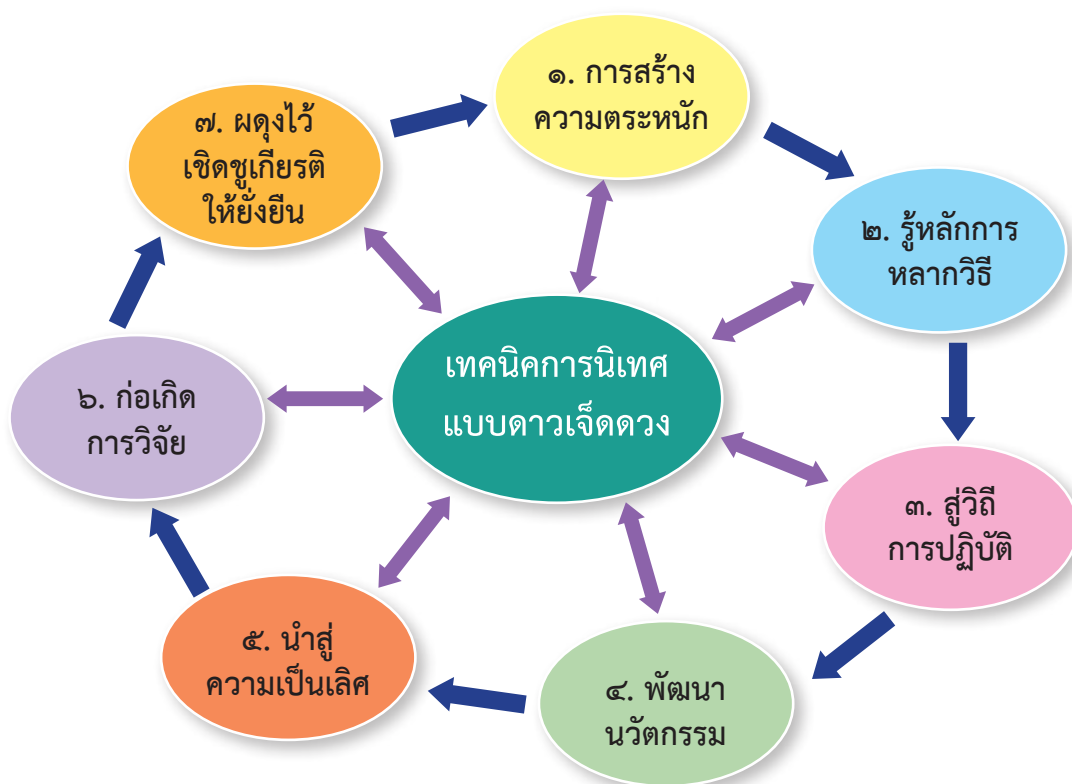 ๑. การสร้าง
ความตระหนัก
๒. รู้หลักการ
หลากวิธี
๓. สู่วิถี
การปฏิบัติ
๔. พัฒนา
นวัตกรรม
๕. นำสู่
ความเป็นเลิศ
๖. ก่อเกิด
การวิจัย
๗. ผดุงไว้
เชิดชูเกียรติ
ให้ยั่งยืน
เทคนิคการนิเทศ
แบบดาวเจ็ดดวง